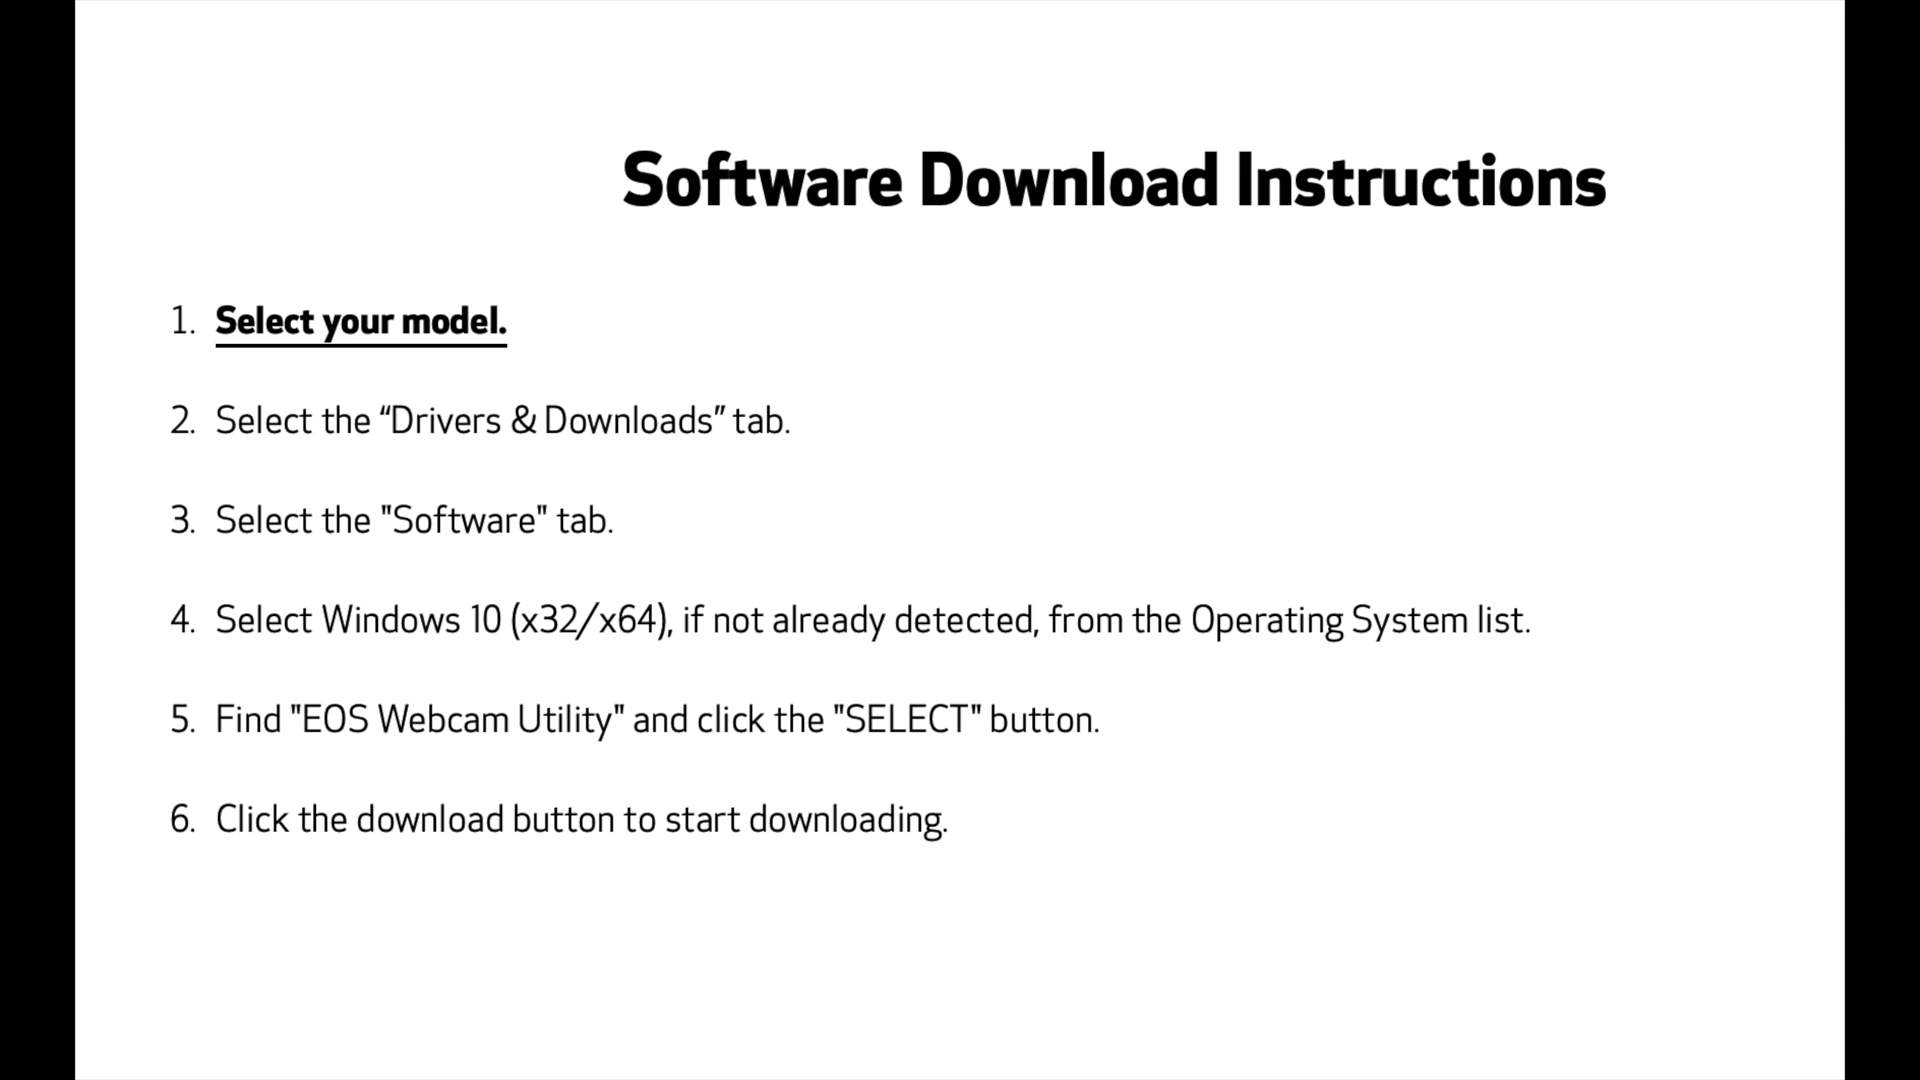 Software Download Instructions
1. Select your model.
2. Select the “Drivers & Downloads” tab.
3. Select the "Software" tab.
4. Select Windows 10 (x32/x64), if not already detected, from the Operating System list.
5. Find "EOS Webcam Utility" and click the "SELECT" button.
6. Click the download button to start downloading.